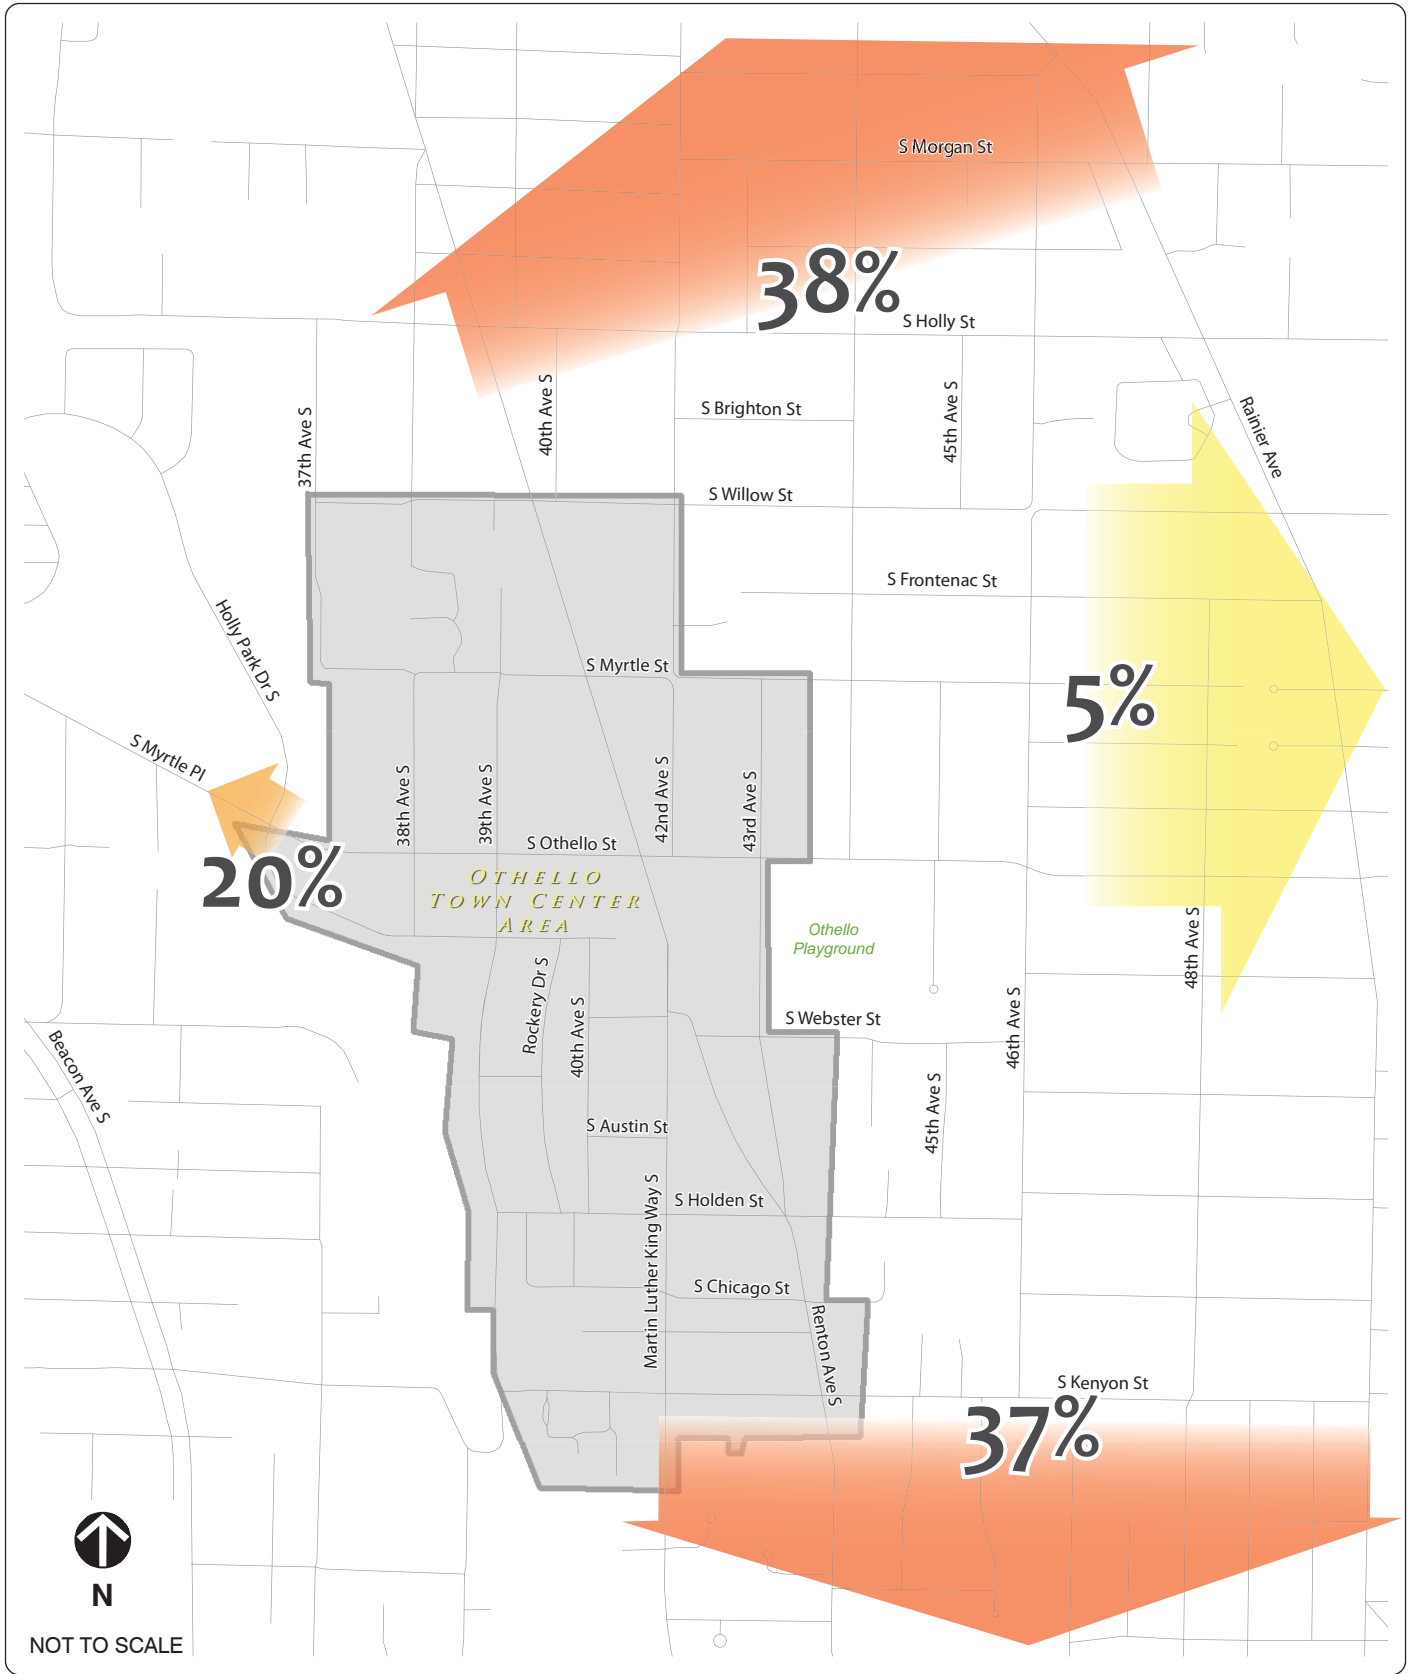 S Morgan St
38%
S Holly St
37th Ave S
40th Ave S
S Brighton St
45th Ave S
Rainier Ave
S Willow St
S Frontenac St
Holly Park Dr S
S Myrtle St
5%
S Myrtle Pl
38th Ave S
39th Ave S
42nd Ave S
43rd Ave S
S Othello St
20%
Othello
Town Center
Area
Othello
Playground
48th Ave S
Rockery Dr S
40th Ave S
S Webster St
46th Ave S
Beacon Ave S
45th Ave S
S Austin St
Martin Luther King Way S
S Holden St
S Chicago St
Renton Ave S
S Kenyon St
37%
N
NOT TO SCALE